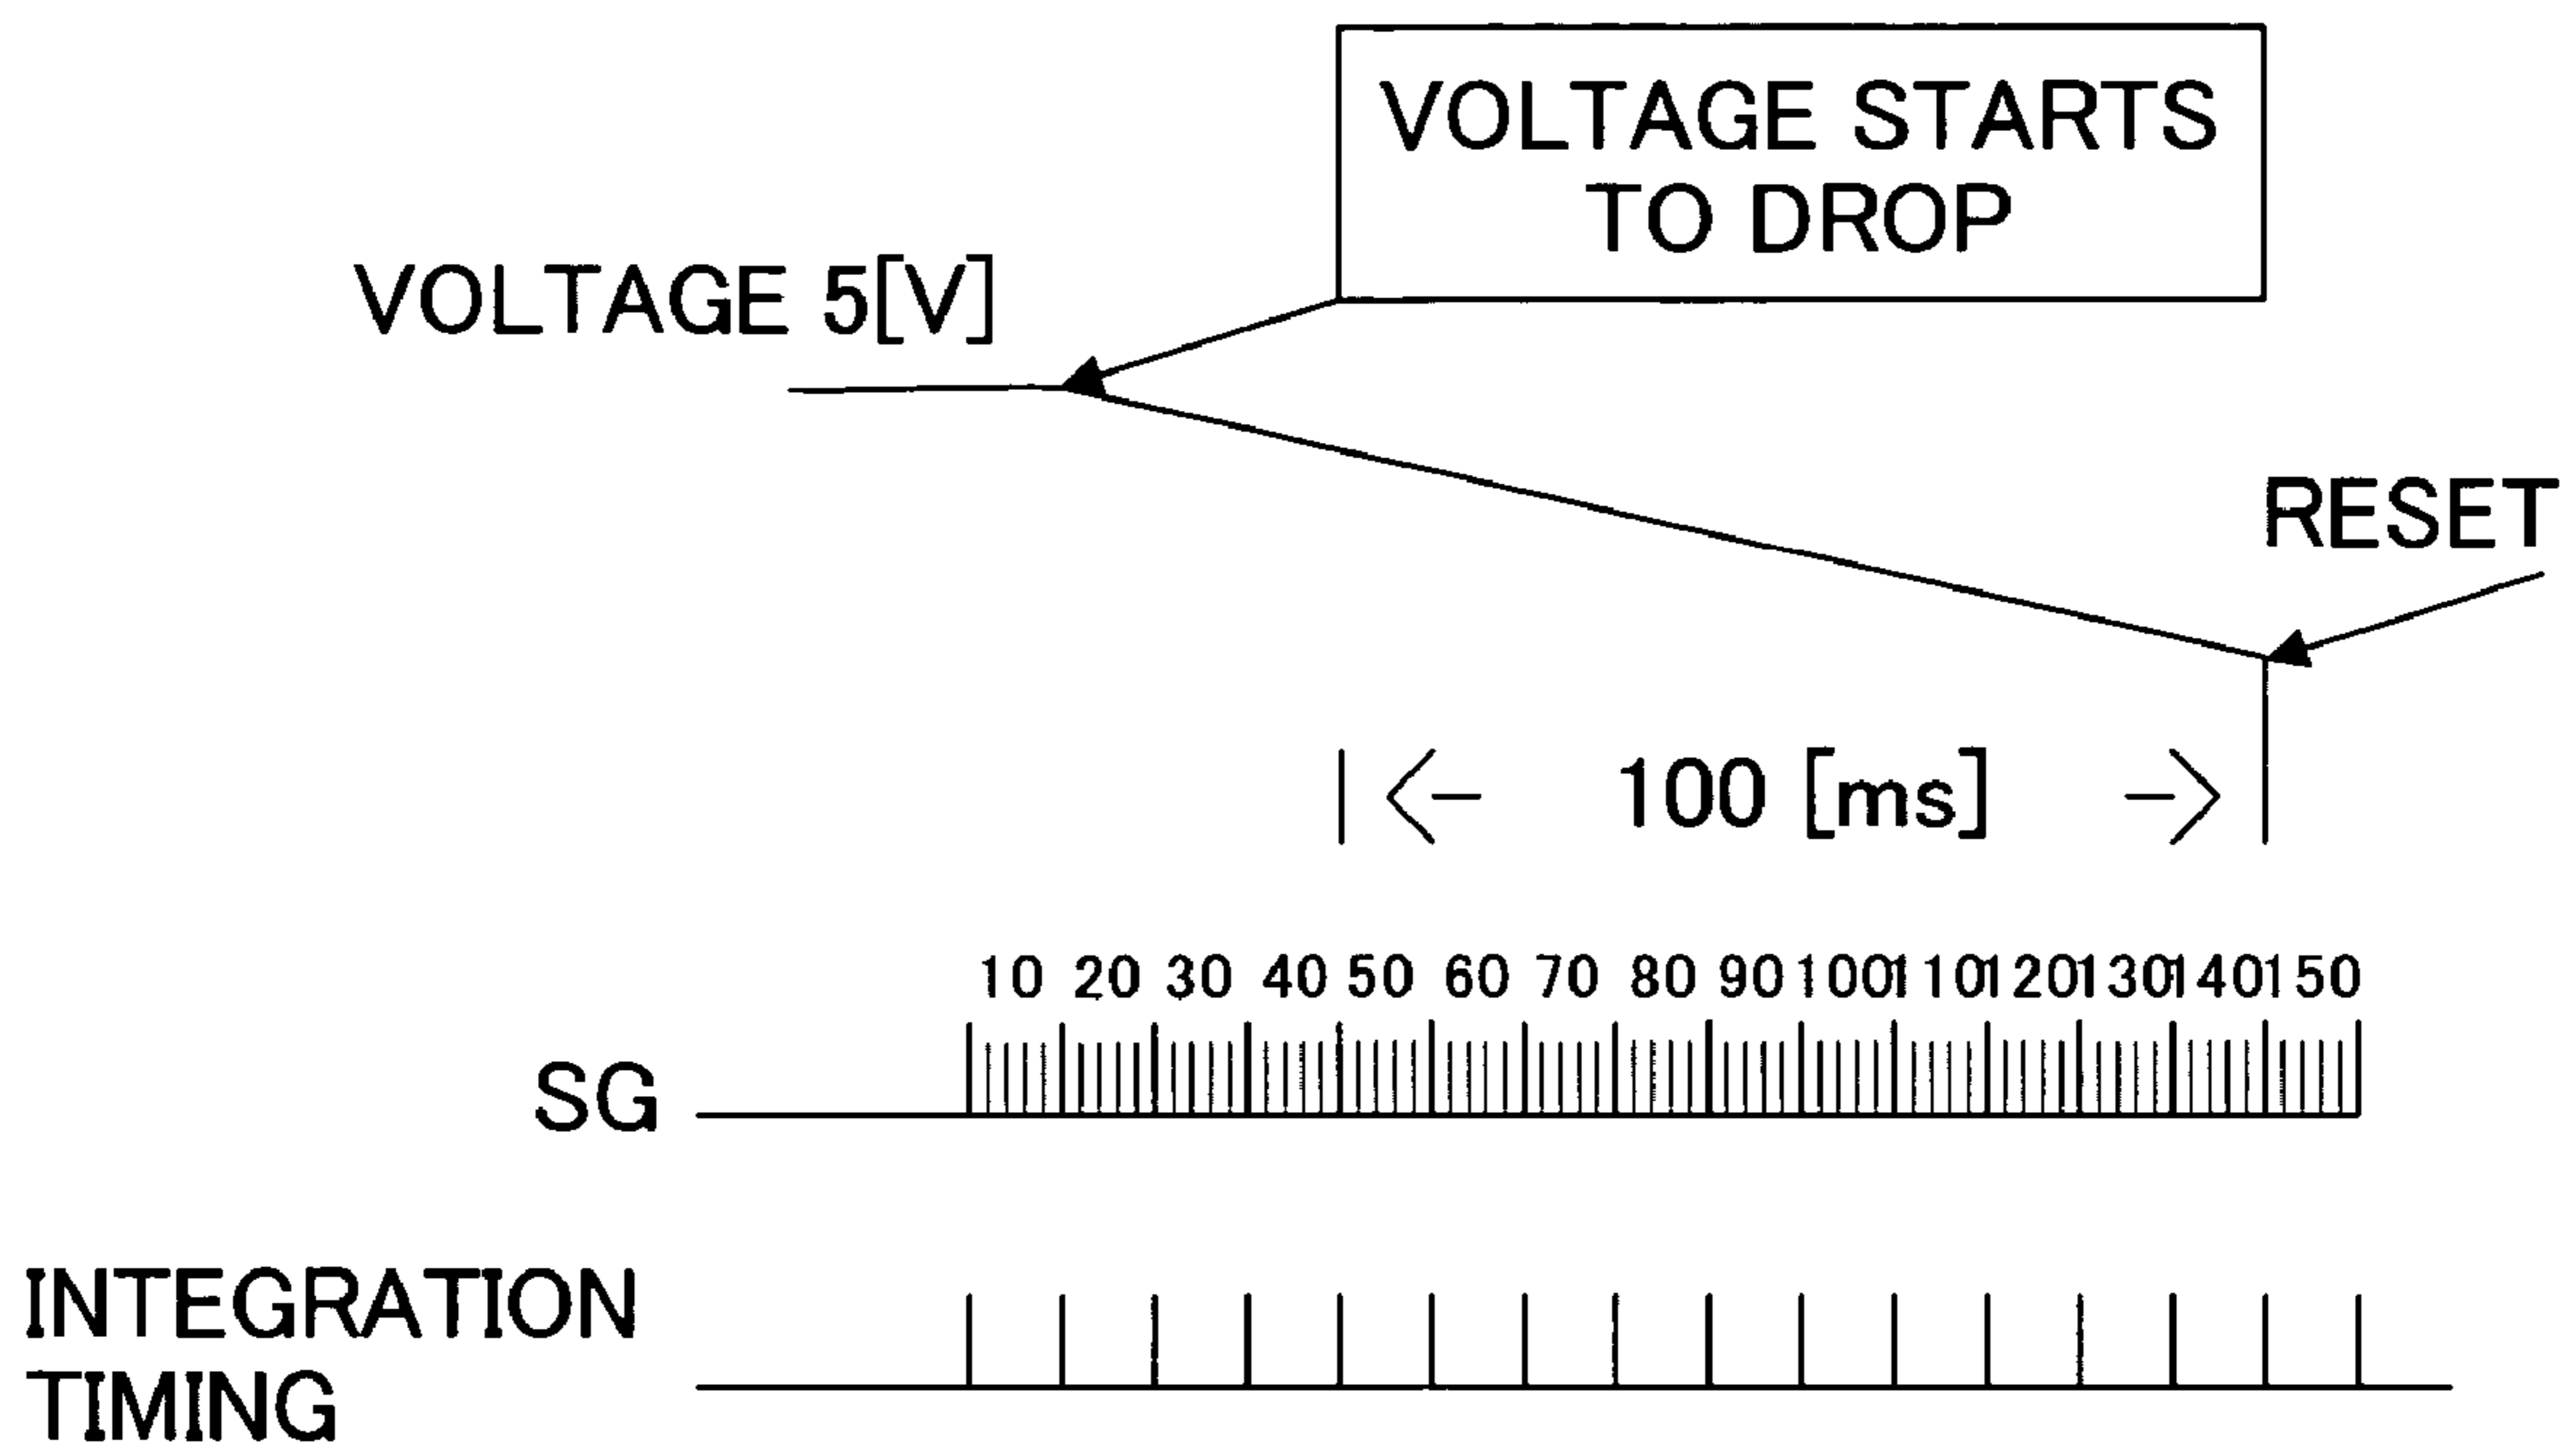 VOLTAGE STARTS
TO DROP
VOLTAGE 5[V]
RESET
100 [ms]
10 20 30 40 50 60 70 80 90 100 110 120 130 140 150
SG
INTEGRATION
TIMING